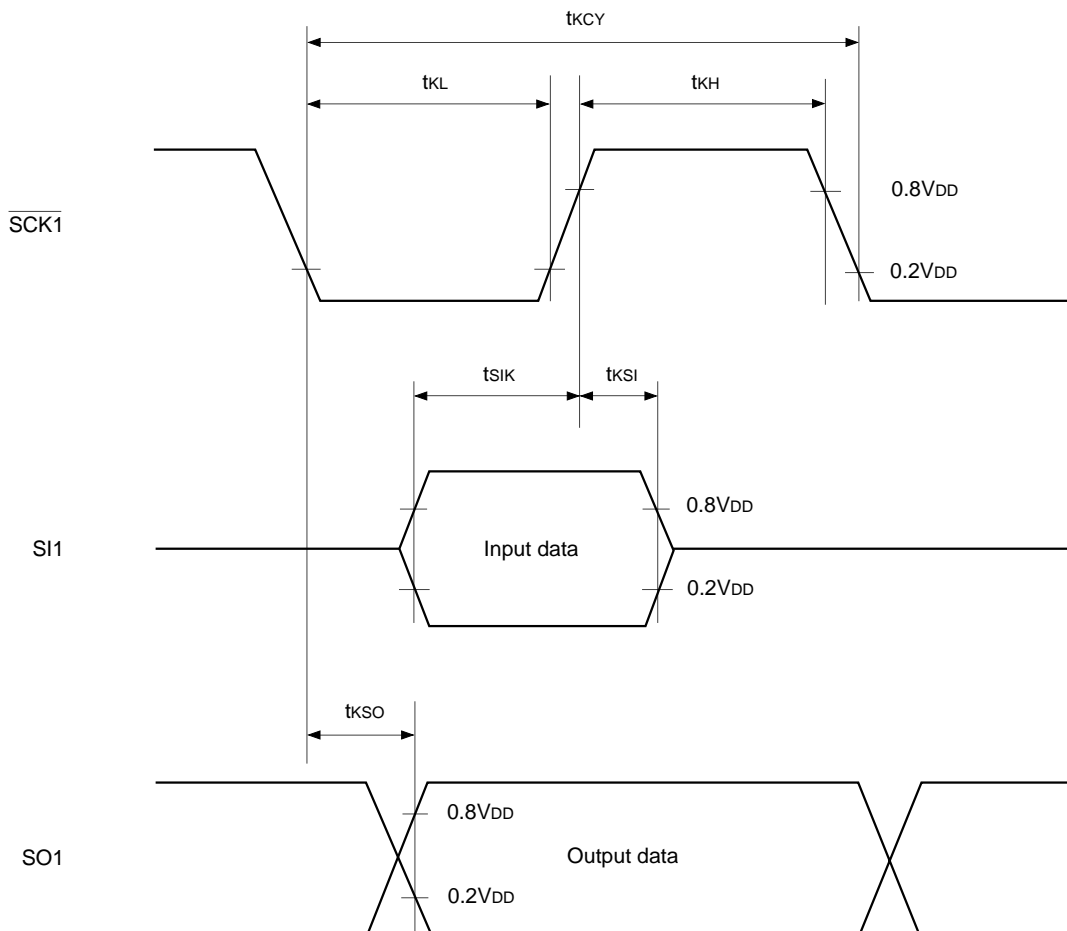 tKCY
tKL
tKH
SCK1
0.8VDD
0.2VDD
tSIK
tKSI
SI1
Input data
0.8VDD
0.2VDD
tKSO
SO1
0.8VDD
Output data
0.2VDD